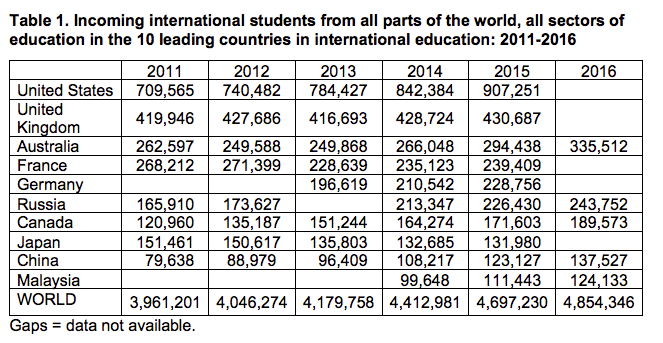 Table 1. Incoming international students from all parts of the world, all sectors of
education in the 10 leading countries in international education: 2011-2016
2011 2012 2013 2014 2015 2016
United States 709,565 740,482 784,427 842,384 907,251
United
Kingdom 419,946 427,686 416,693 428,724 430,687
Australia 262,597 249,588 249,868 266,048 294,438 335,512
France 268,212 271,399 228,639 235,123 239,409
Germany 196,619 210,542 228,756
Russia 165,910 173,627 213,347 226,430 243,752
Canada 120,960 135,187 151,244 164,274 171,603 189,573
Japan 151,461 150,617 135,803 132,685 131,980
China 79,638 88,979 96,409 108,217 123,127 137,527
Malaysia 99,648 111,443 124,133
WORLD 3,961,201 4,046,274 4,179,758 4,412,981 4,697,230 4,854,346
Gaps = data not available.